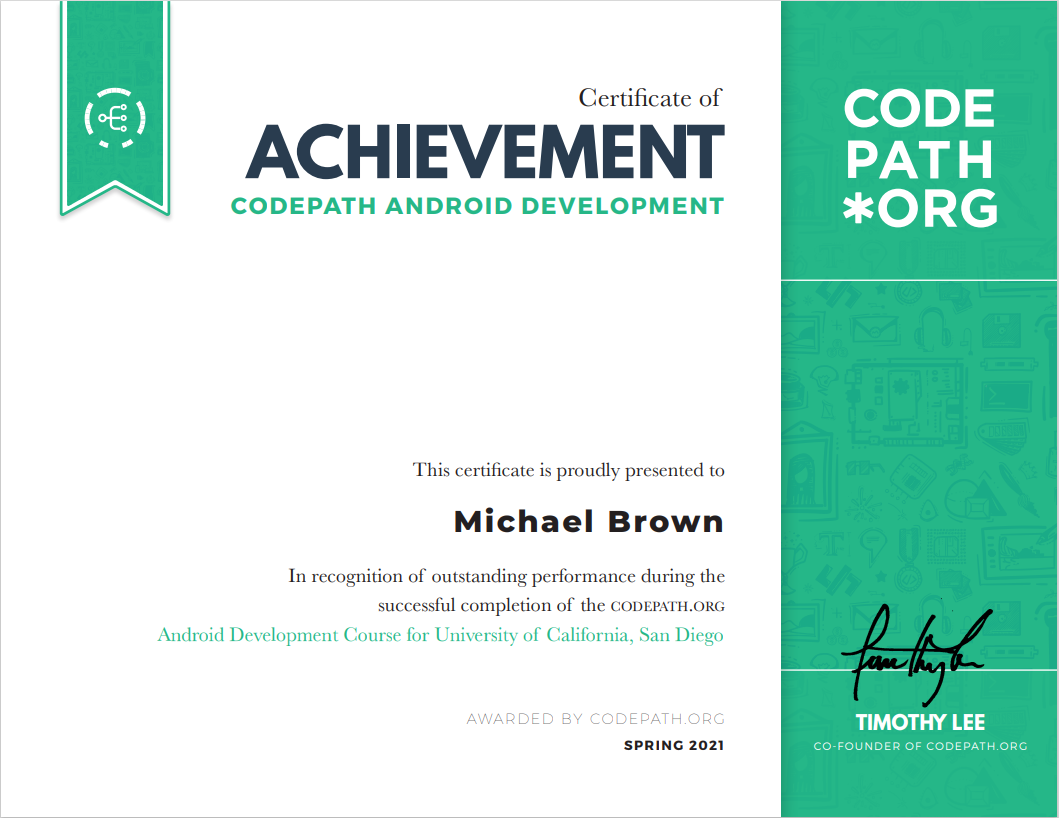 Certificate of
ACHIEVEMENT
CODEPATH ANDROID DEVELOPMENT
This certificate is proudly presented to
Michael Brown
In recognition of outstanding performance during the
successful completion of the CODEPATH.ORG
Android Development Course for University of California, San Diego
AWARDED BY CODEPATH.ORG
SPRING 2021
CODE
PATH
*ORG
TIMOTHY LEE
CO-FOUNDER OF CODEPATH.ORG